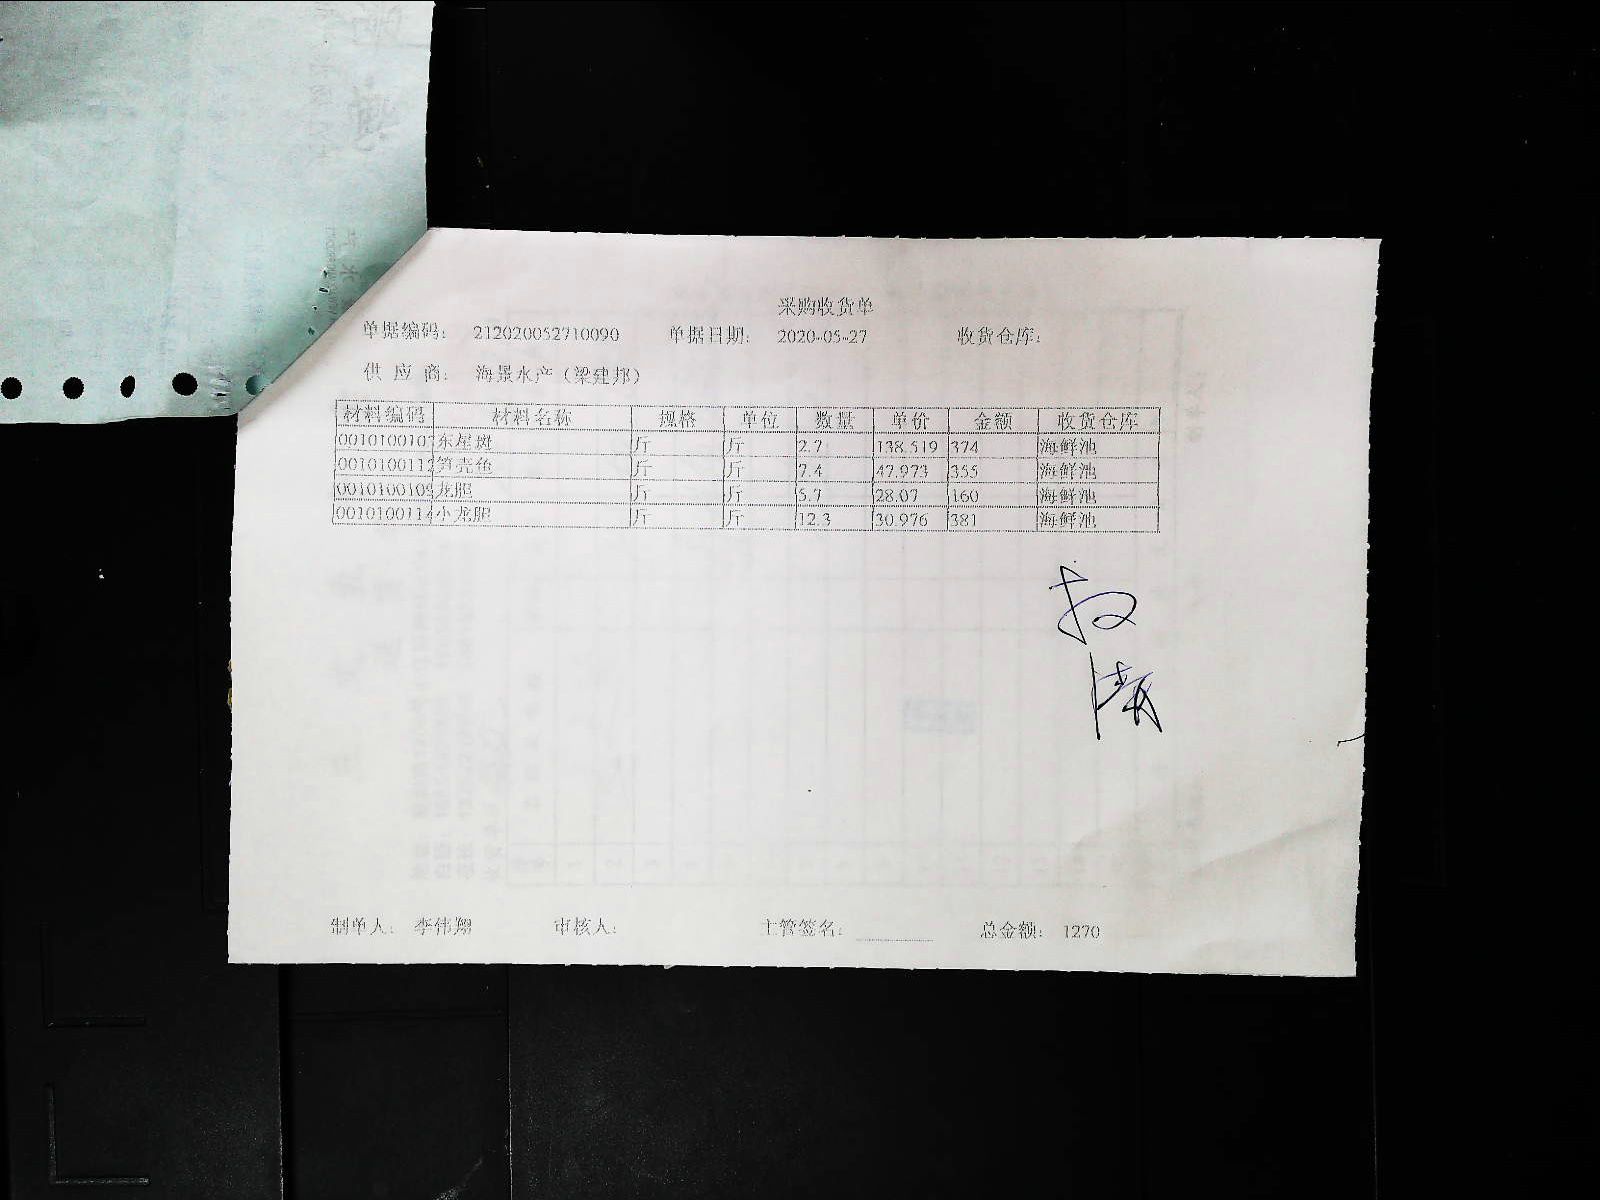 采购收货单
单据编码： 212020052710090 单据日期： 2020-05-27 收货仓库：
供应商： 海景水产（梁建邦）
材料编码 材料名称 规格 单位 数量 单价 金额 收货仓库
0010100107 东星斑 斤 斤 2.7 138.519 374 海鲜池
0010100112 笋壳鱼 斤 斤 7.4 47.973 355 海鲜池
0010100109 龙胆 斤 斤 5.7 28.07 160 海鲜池
0010100114 小龙胆 斤 斤 12.3 30.976 381 海鲜池
制单人： 李伟翔 审核人： 主管签名： 总金额： 1270